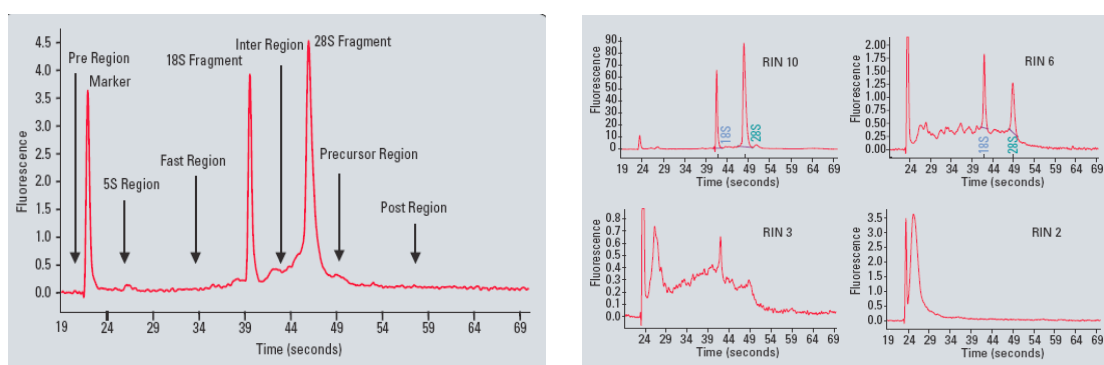 4.5
4.0
3.5
3.0
2.5
2.0
1.5
1.0
0.5
0.0
Fluorescence
Pre Region
Marker
5S Region
Fast Region
18S Fragment
Inter Region
28S Fragment
Precursor Region
Post Region
19 24 29 34 39 44 49 54 59 64 69
Time (seconds)
90
80
70
60
50
40
30
20
10
0
Fluorescence
RIN 10
18S
28S
19 24 29 34 39 44 49 54 59 64 69
Time (seconds)
2.00
1.75
1.50
1.25
1.00
0.75
0.50
0.25
0.00
Fluorescence
RIN 6
18S
28S
19 24 29 34 39 44 49 54 59 64 69
Time (seconds)
0.8
0.7
0.6
0.5
0.4
0.3
0.2
0.1
0.0
Fluorescence
RIN 3
19 24 29 34 39 44 49 54 59 64 69
Time (seconds)
3.5
3.0
2.5
2.0
1.5
1.0
0.5
0.0
Fluorescence
RIN 2
19 24 29 34 39 44 49 54 59 64 69
Time (seconds)